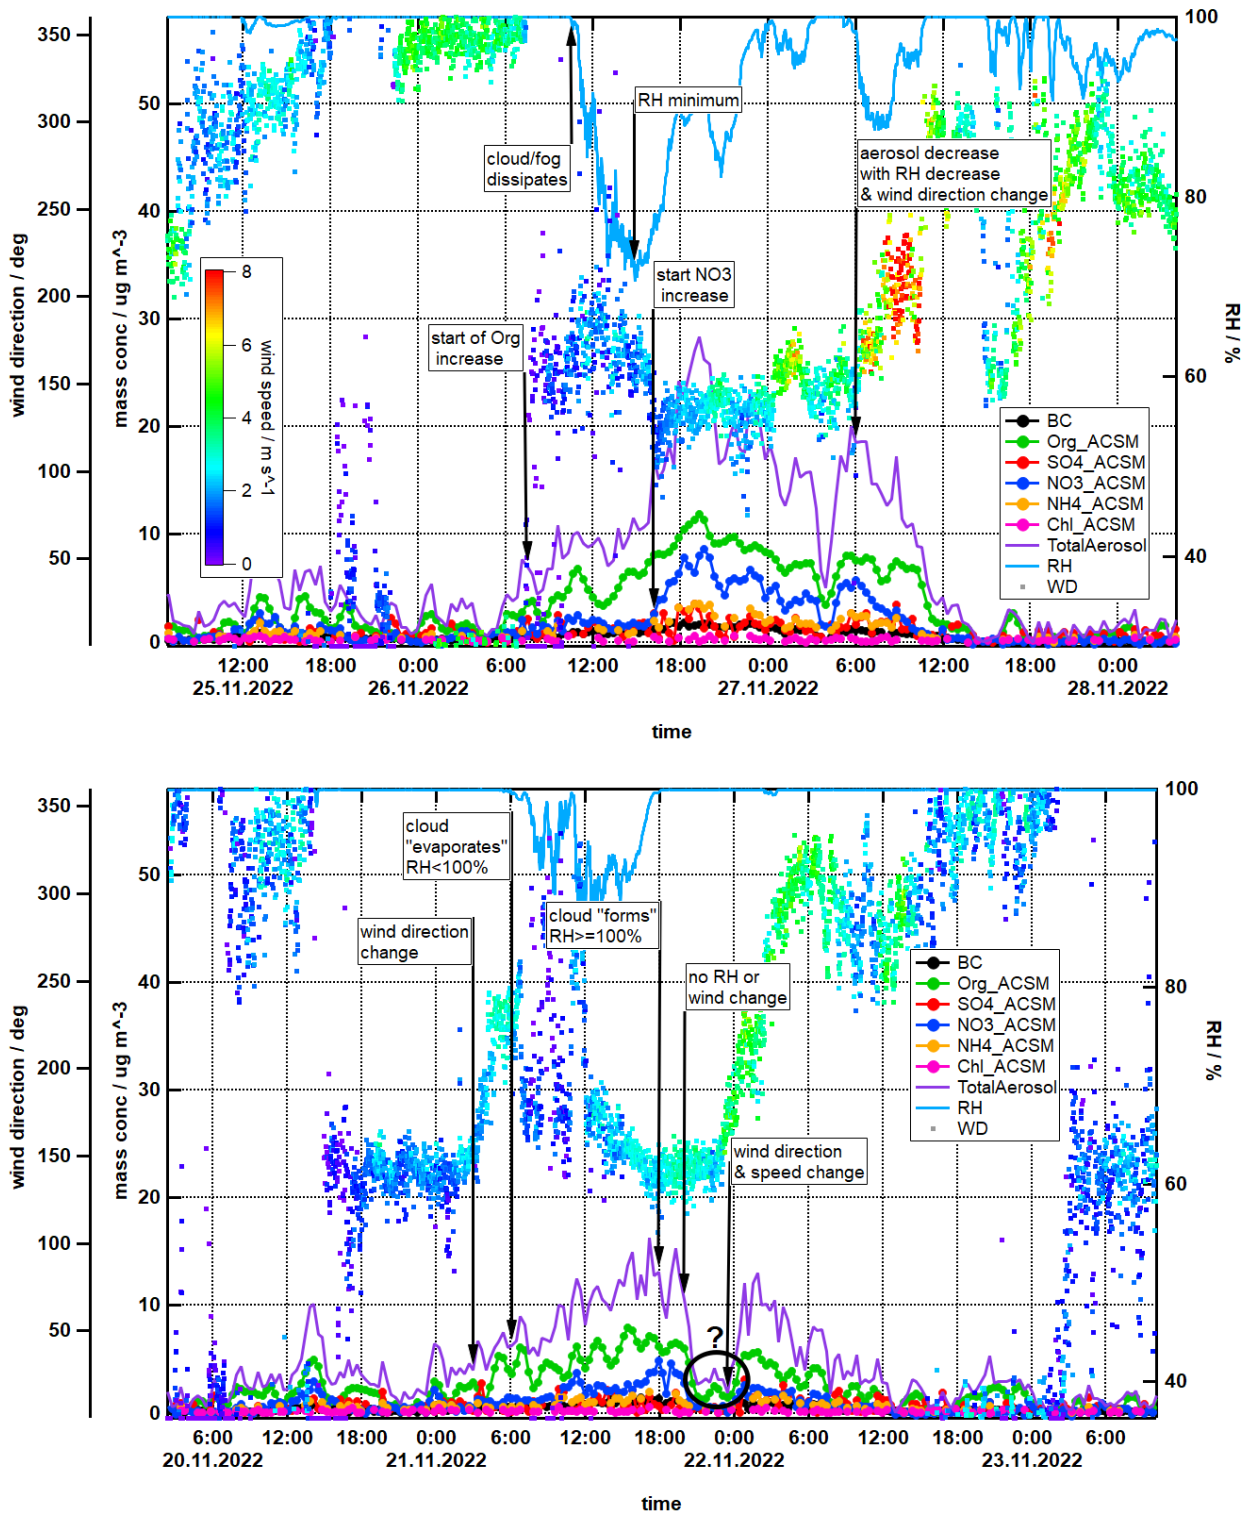 350
300
250
200
150
100
50
wind direction / deg
50
40
30
20
10
0
mass conc / ug m^-3
100
80
60
40
RH / %
cloud/fog
dissipates
RH minimum
aerosol decrease
with RH decrease
& wind direction change
start NO3
increase
start of Org
increase
8
6
4
2
0
wind speed / m s^-1
BC
Org_ACSM
SO4_ACSM
NO3_ACSM
NH4_ACSM
Chl_ACSM
TotalAerosol
RH
WD
12:00 18:00 0:00 6:00 12:00 18:00 0:00 6:00 12:00 18:00 0:00
25.11.2022 26.11.2022 27.11.2022 28.11.2022
time
350
300
250
200
150
100
50
wind direction / deg
50
40
30
20
10
0
mass conc / ug m^-3
100
80
60
40
RH / %
cloud
"evaporates"
RH<100%
wind direction
change
cloud "forms"
RH>=100%
no RH or
wind change
wind direction
& speed change
?
BC
Org_ACSM
SO4_ACSM
NO3_ACSM
NH4_ACSM
Chl_ACSM
TotalAerosol
RH
WD
6:00 12:00 18:00 0:00 6:00 12:00 18:00 0:00 6:00 12:00 18:00 0:00 6:00
20.11.2022 21.11.2022 22.11.2022 23.11.2022
time